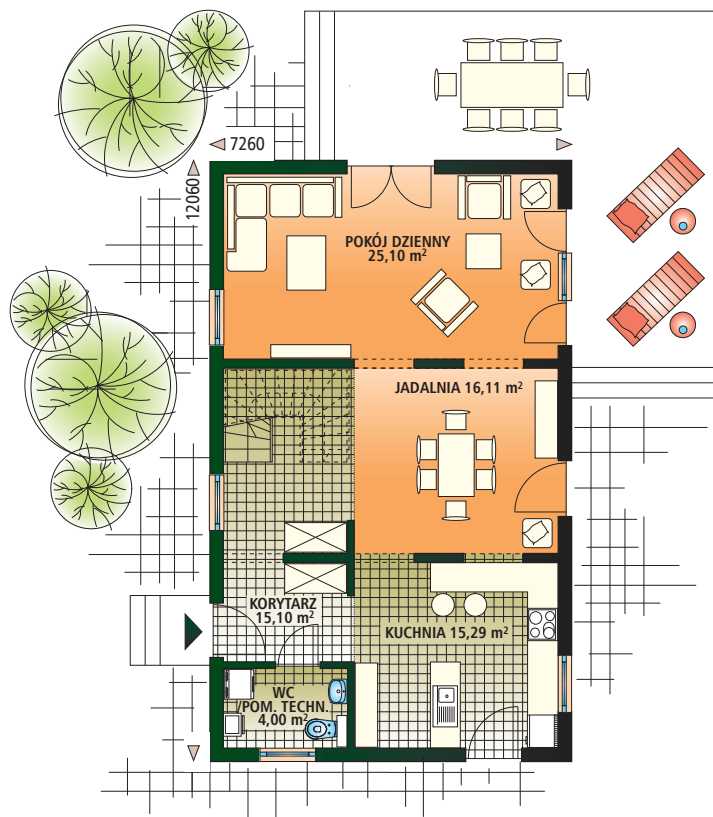 7260
12060
POKÓJ DZIENNY
25,10 m²
JADALNIA 16,11 m²
KORYTARZ
15,10 m²
KUCHNIA 15,29 m²
WC
/POM. TECHN.
4,00 m²